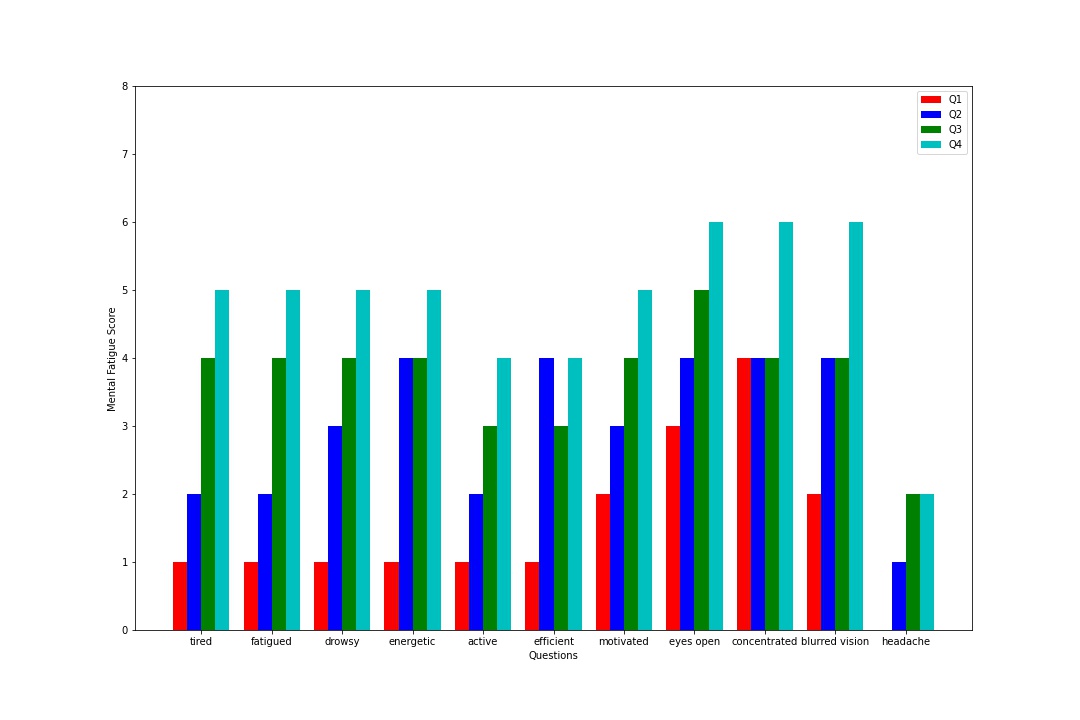 8
7
6
5
4
3
2
1
0
Mental Fatigue Score
Q1
Q2
Q3
Q4
tired fatigued drowsy energetic active efficient motivated eyes open concentrated blurred vision headache
Questions